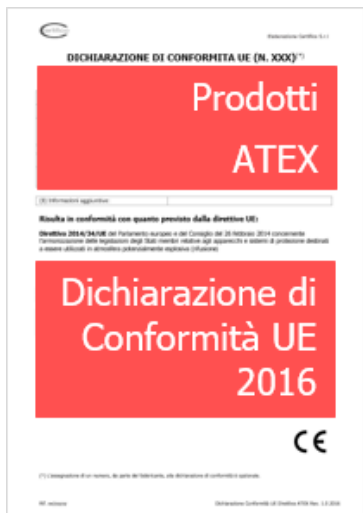 Elaborazione Certifico S.r.l.
DICHIARAZIONE DI CONFORMITA UE (N. XXX)(*)
Prodotti
ATEX
(8) Informazioni aggiuntive
Risulta in conformità con quanto previsto dalla direttive UE:
Direttiva 2014/34/UE del Parlamento europeo e del Consiglio del 26 febbraio 2014 concernente
l'armonizzazione delle legislazioni degli Stati membri relative agli apparecchi e sistemi di protezione destinati
a essere utilizzati in atmosfera potenzialmente esplosiva (rifusione)
Dichiarazione di
Conformità UE
2016
CE
(*) L'assegnazione di un numero, da parte del fabbricante, alla dichiarazione di conformità è opzionale.
Dichiarazione Conformità UE Direttiva ATEX Rev. 1.0 2016